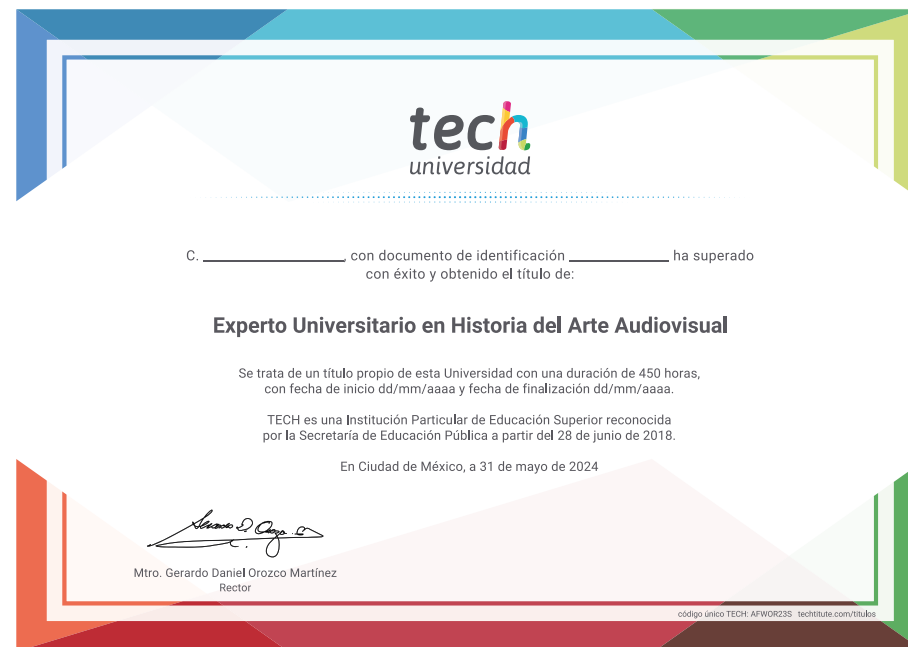 tech
universidad
C. ____________, con documento de identificación ____________ ha superado
con éxito y obtenido el título de:
Experto Universitario en Historia del Arte Audiovisual
Se trata de un título propio de esta Universidad con una duración de 450 horas,
con fecha de inicio dd/mm/aaaa y fecha de finalización dd/mm/aaaa.
TECH es una Institución Particular de Educación Superior reconocida
por la Secretaría de Educación Pública a partir del 28 de junio de 2018.
En Ciudad de México, a 31 de mayo de 2024
Mtro. Gerardo Daniel Orozco Martínez
Rector
código único TECH: AFWOR23S techtitute.com/titulos